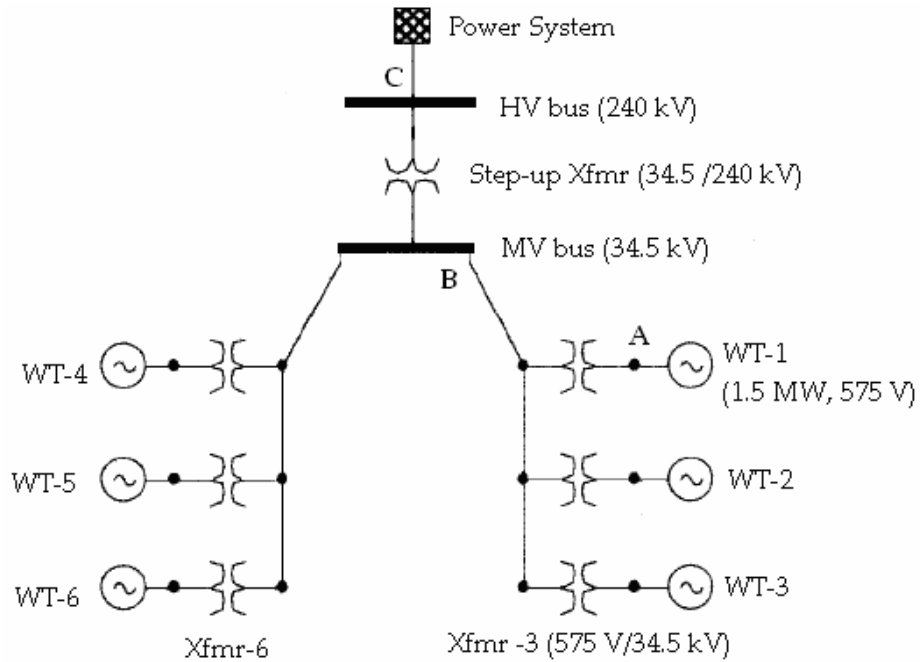 Power System
C
HV bus (240 kV)
Step-up Xfmr (34.5 /240 kV)
MV bus (34.5 kV)
B
A
WT-4
WT-1
(1.5 MW, 575 V)
WT-5
WT-2
WT-6
WT-3
Xfmr-6
Xfmr -3 (575 V/34.5 kV)